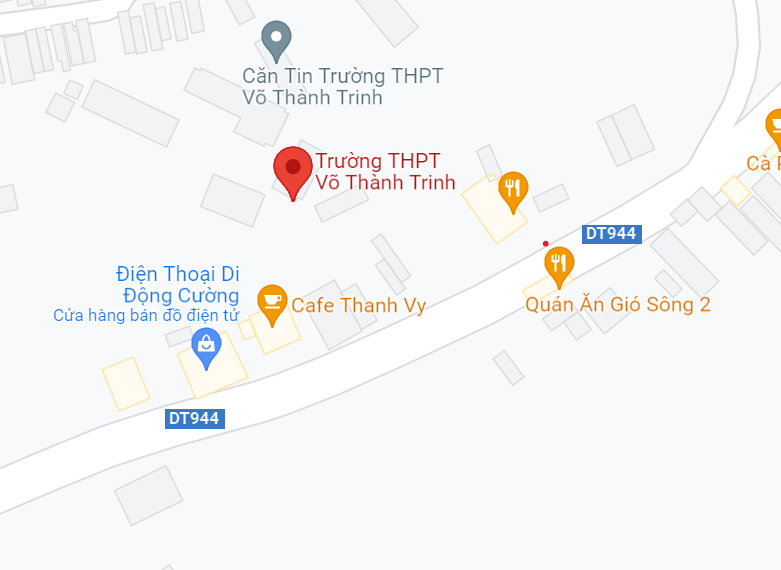 Căn Tin Trường THPT
Võ Thành Trinh
Trường THPT
Võ Thành Trinh
Cà
DT944
Điện Thoại Di
Động Cường
Cửa hàng bán đồ điện tử
Cafe Thanh Vy
Quán Ăn Gió Sông 2
DT944